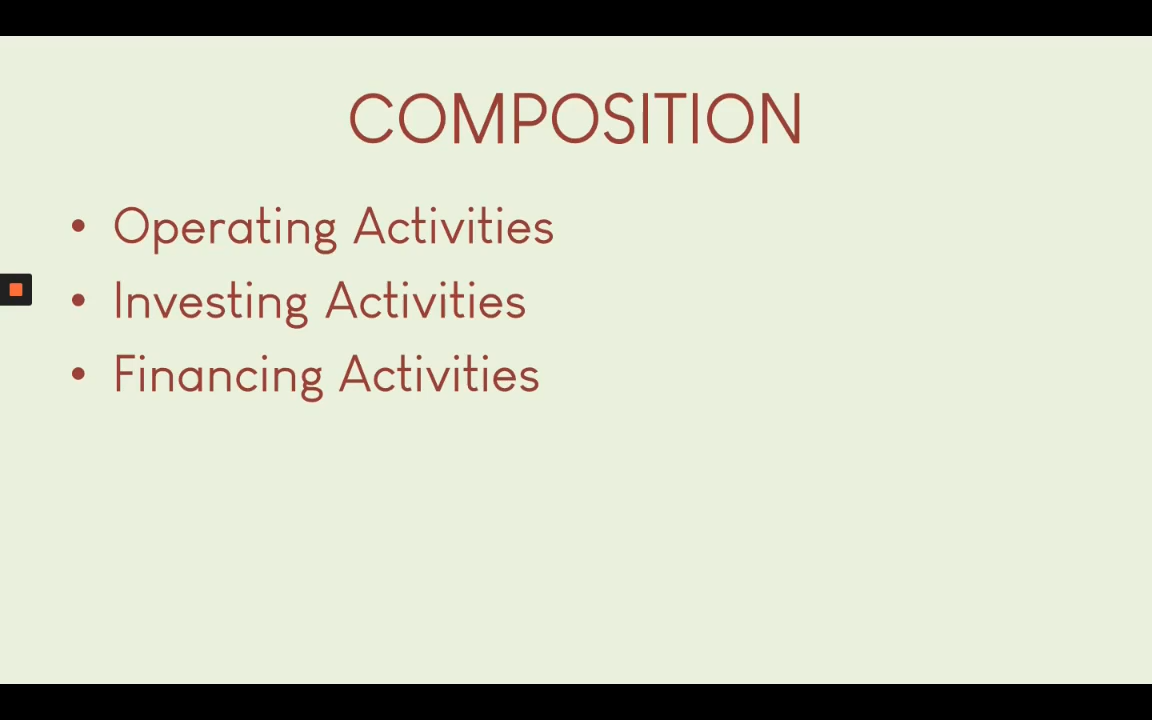 COMPOSITION
• Operating Activities
• Investing Activities
• Financing Activities